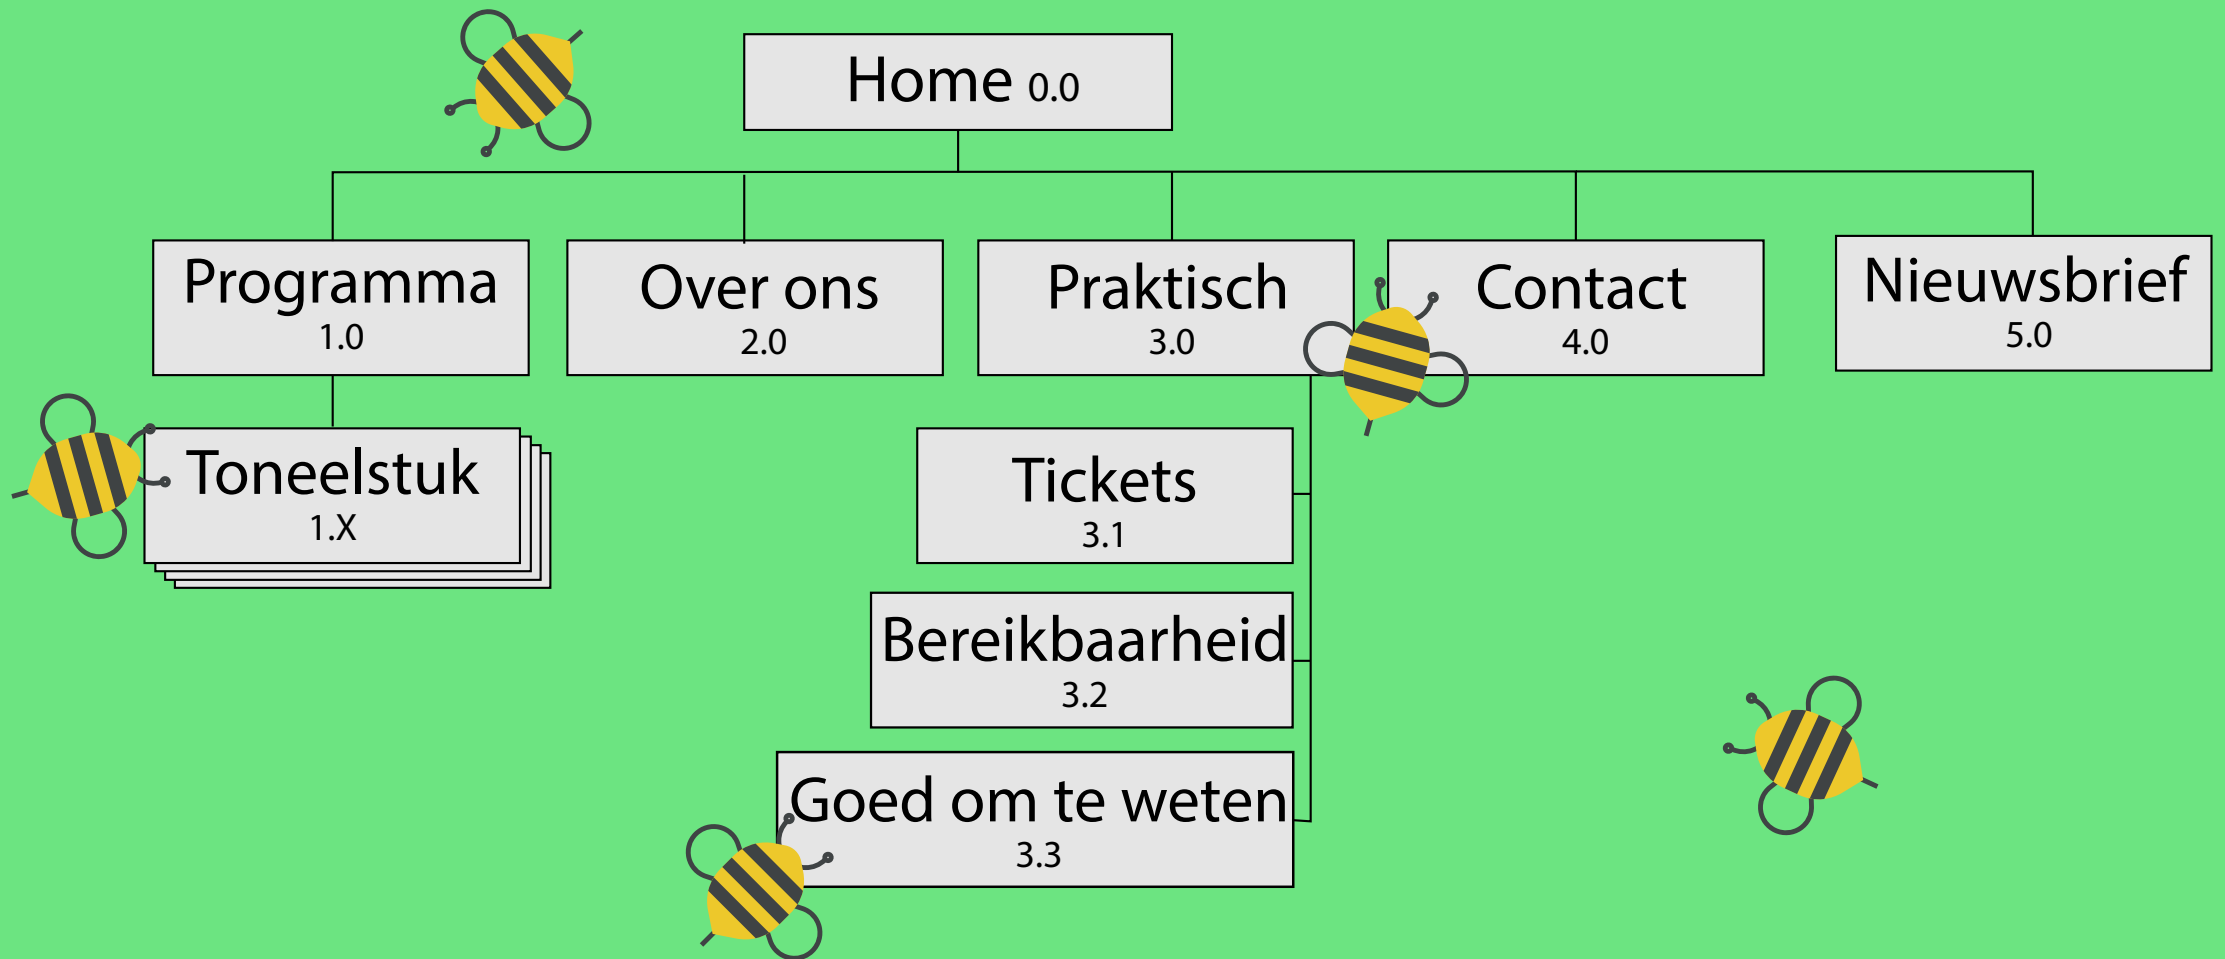 Home 0.0
Programma
1.0
Over ons
2.0
Praktisch
3.0
Contact
4.0
Nieuwsbrief
5.0
Toneelstuk
1.X
Tickets
3.1
Bereikbaarheid
3.2
Goed om te weten
3.3